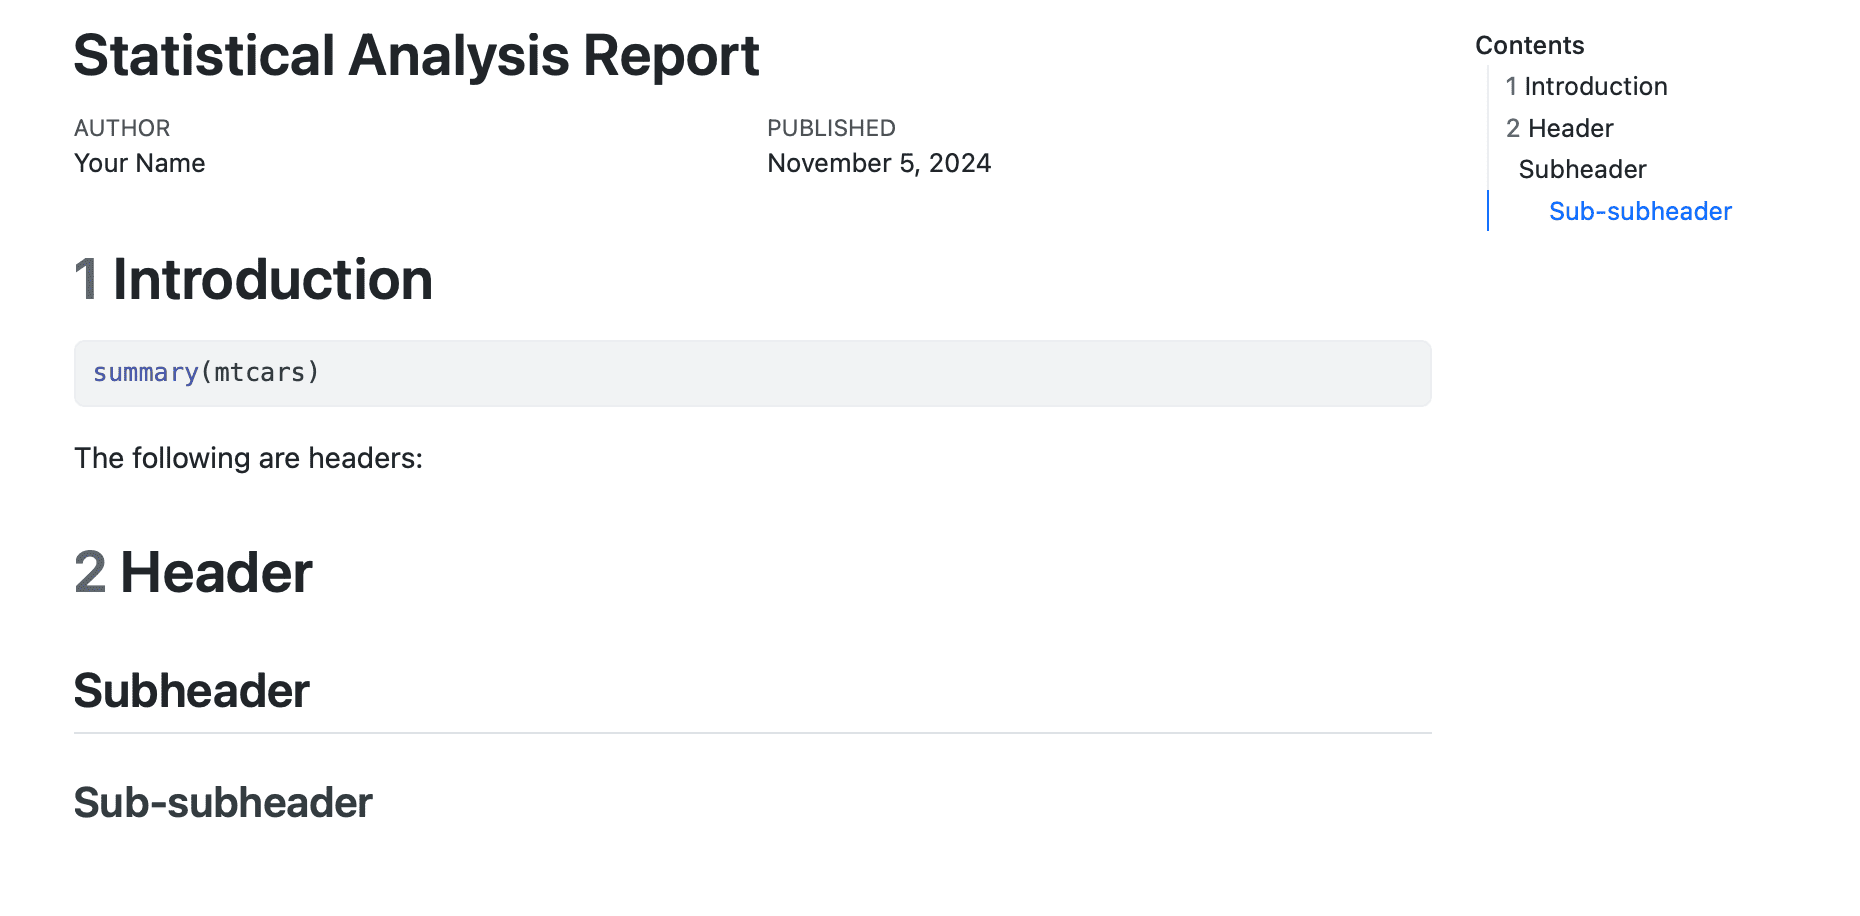 Statistical Analysis Report
AUTHOR
Your Name
PUBLISHED
November 5, 2024
1 Introduction
summary(mtcars)
The following are headers:
2 Header
Subheader
Sub-subheader
Contents
1 Introduction
2 Header
Subheader
Sub-subheader